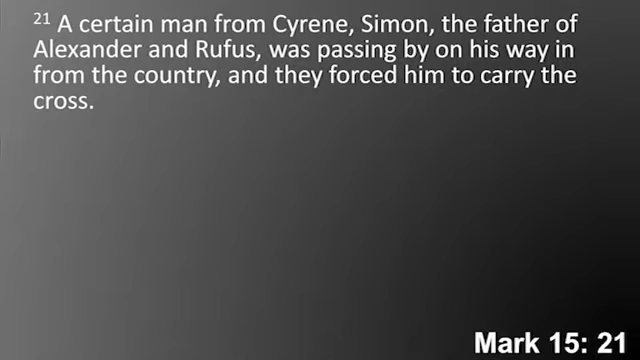 21 A certain man from Cyrene, Simon, the father of
Alexander and Rufus, was passing by on his way in
from the country, and they forced him to carry the
cross.
Mark 15: 21